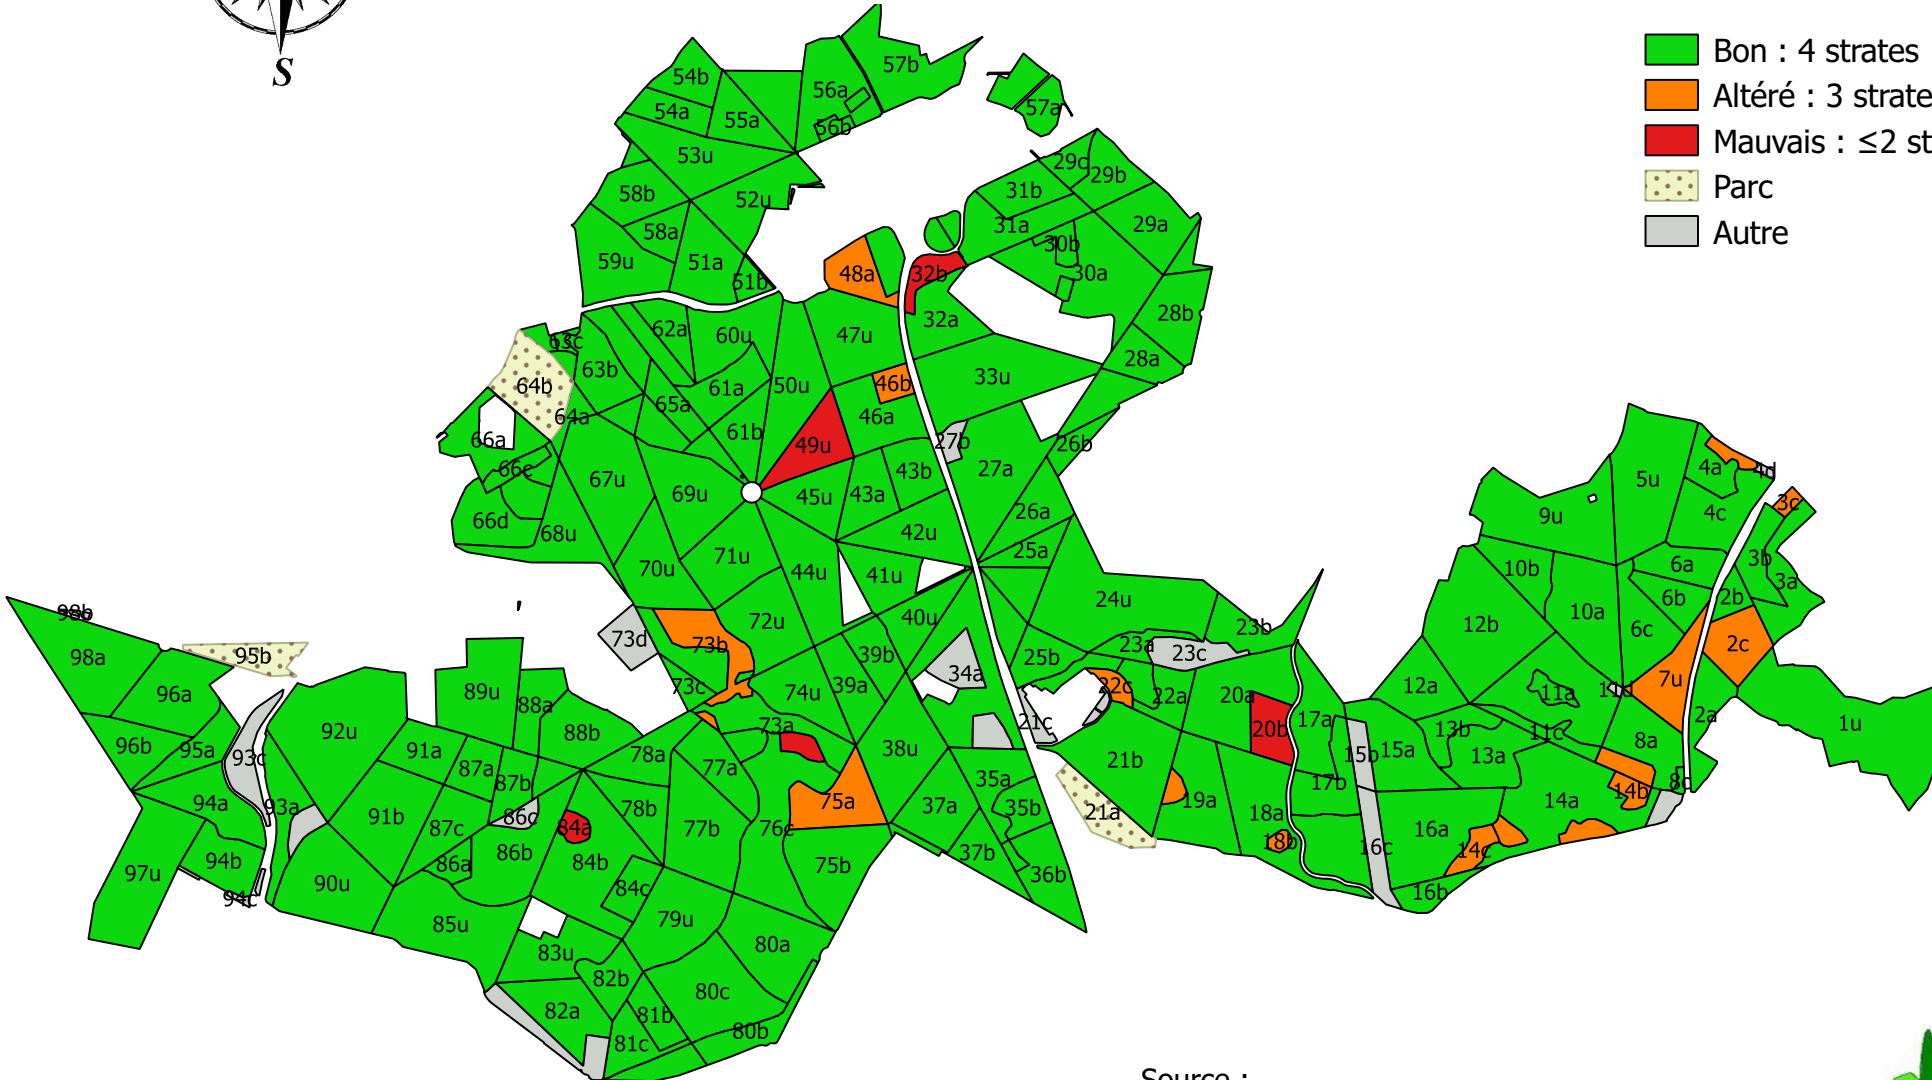 S
Bon : 4 strates
Altéré : 3 strate
Mauvais : ≤2 st
Parc
Autre
57b
54b
56a
54a
55a
57a
56b
53u
29c
29b
58b
31b
52u
58a
31a
29a
30b
59u
51a
48a
32b
30a
51b
28b
62a
60u
47u
32a
63c
28a
63b
33u
64b
61a
50u
46b
65a
64a
46a
61b
66a
49u
27b
26b
66c
43b
27a
4a
4d
67u
69u
45u
43a
5u
3c
66d
26a
4c
9u
68u
42u
25a
71u
3b
70u
44u
41u
10b
6a
3a
24u
2b
6b
98b
10a
40u
72u
12b
23b
6c
73d
73b
23a
2c
95b
39b
23c
98a
25b
34a
7u
73c
39a
22c
12a
96a
89u
74u
22a
20a
11a
11d
88a
2a
21c
17a
1u
73a
20b
92u
88b
13b
11c
8a
96b
95a
91a
78a
38u
15b
15a
93c
13a
21b
77a
87a
35a
87b
17b
8c
14b
94a
93a
75a
37a
35b
19a
14a
78b
21a
18a
91b
86c
87c
84a
77b
76c
16a
18b
16c
14c
86b
37b
94b
86a
84b
75b
97u
90u
36b
84c
16b
94c
79u
85u
80a
83u
82b
80c
82a
81b
80b
81c
Source :